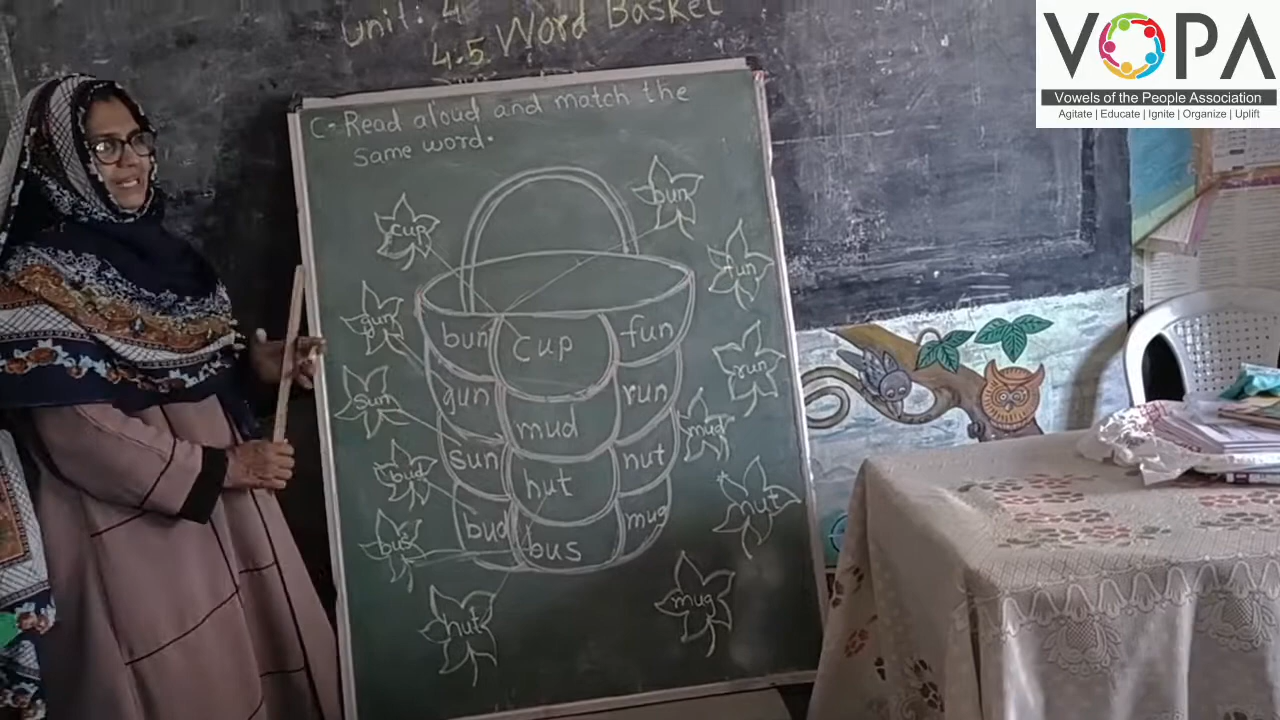 unit: 4
4.5 Word Basket
VOPA
Vowels of the People Association
Agitate | Educate | Ignite | Organize | Uplift
C- Read aloud and match the
same word.
bun
cup
fun
gun
bun
cup
fun
run
sun
gun
mud
run
mud
bud
sun
hut
nut
nut
bus
bud
bus
mug
hut
mug